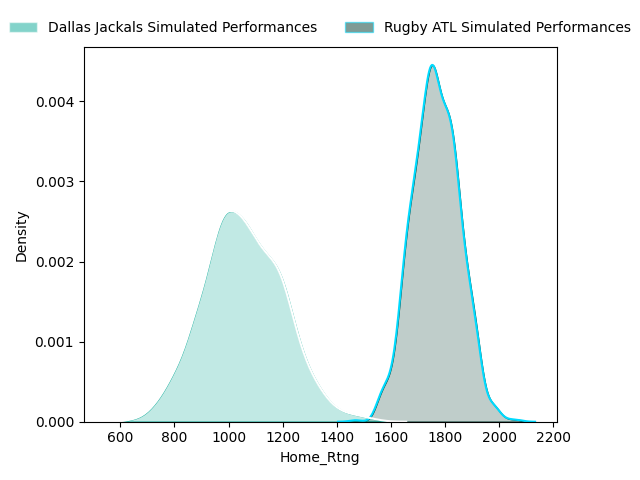 Dallas Jackals Simulated Performances
Rugby ATL Simulated Performances
Density
0.004
0.003
0.002
0.001
0.000
600 800 1000 1200 1400 1600 1800 2000 2200
Home_Rtng